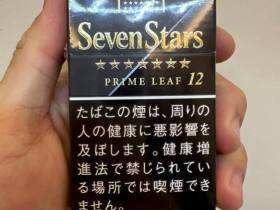 Seven Stars
PRIME LEAF 12
たばこの煙は、周りの
人の健康に悪影響を
及ぼします。健康増
進法で禁じられてい
る場所では喫煙でき
ません。